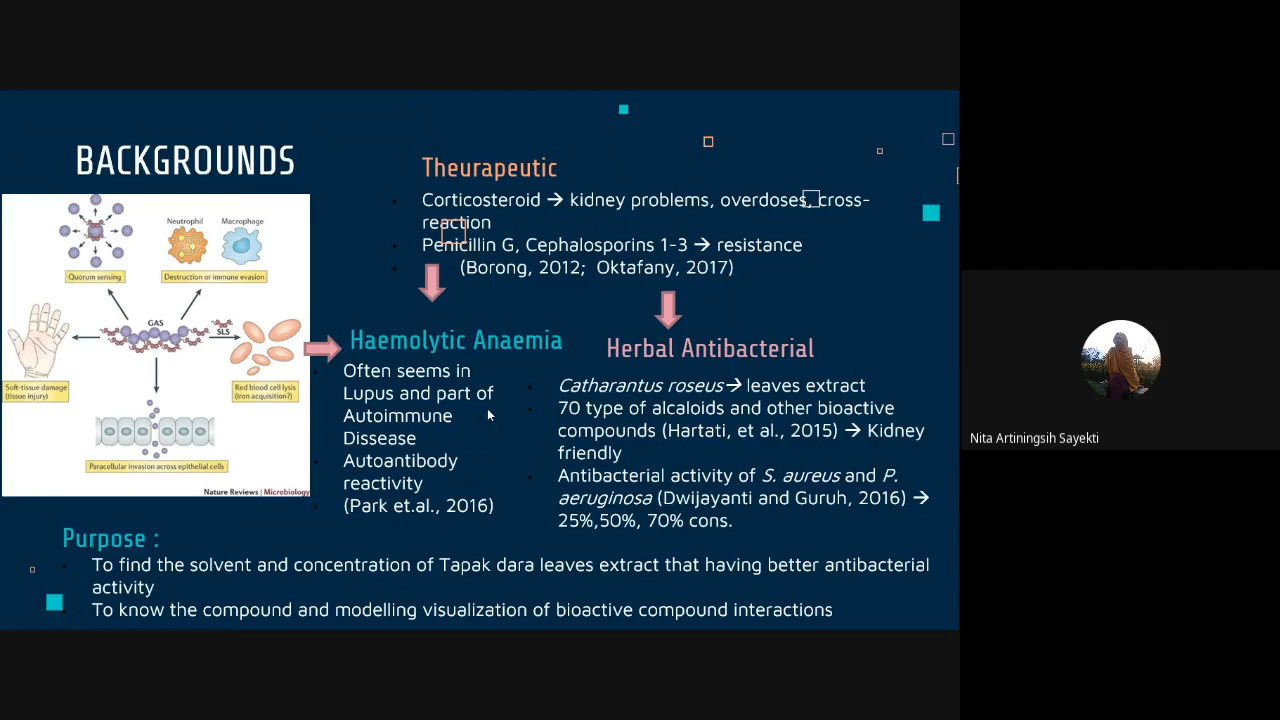 BACKGROUNDS
Quorum sensing
Neutrophil
Macrophage
Destruction or immune evasion
GAS
SLS
Soft-tissue damage
(tissue injury)
Red blood cell lysis
(Iron acquisition?)
Paracellular invasion across epithelial cells
Nature Reviews | Microbiology
Theurapeutic
Corticosteroid → kidney problems, overdoses, cross-
reaction
Penicillin G, Cephalosporins 1-3 → resistance
(Borong, 2012; Oktafany, 2017)
Haemolytic Anaemia
Often seems in
Lupus and part of
Autoimmune
Dissease
Autoantibody
reactivity
(Park et.al., 2016)
Herbal Antibacterial
Catharantus roseus→ leaves extract
70 type of alcaloids and other bioactive
compounds (Hartati, et al., 2015) → Kidney
friendly
Antibacterial activity of S. aureus and P.
aeruginosa (Dwijayanti and Guruh, 2016) →
25%,50%, 70% cons.
Purpose :
To find the solvent and concentration of Tapak dara leaves extract that having better antibacterial
activity
To know the compound and modelling visualization of bioactive compound interactions
Nita Artiningsih Sayekti